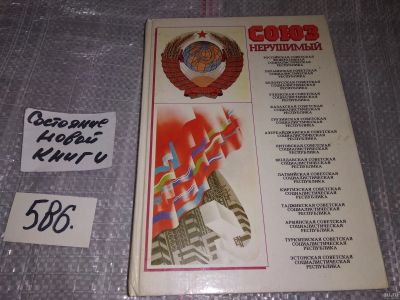 СОЮЗ
НЕРУШИМЫЙ
РОССИЙСКАЯ СОВЕТСКАЯ
ФЕДЕРАТИВНАЯ
СОЦИАЛИСТИЧЕСКАЯ
РЕСПУБЛИКА
УКРАИНСКАЯ СОВЕТСКАЯ
СОЦИАЛИСТИЧЕСКАЯ
РЕСПУБЛИКА
БЕЛОРУССКАЯ СОВЕТСКАЯ
СОЦИАЛИСТИЧЕСКАЯ
РЕСПУБЛИКА
УЗБЕКСКАЯ СОВЕТСКАЯ
СОЦИАЛИСТИЧЕСКАЯ
РЕСПУБЛИКА
КАЗАХСКАЯ СОВЕТСКАЯ
СОЦИАЛИСТИЧЕСКАЯ
РЕСПУБЛИКА
ГРУЗИНСКАЯ СОВЕТСКАЯ
СОЦИАЛИСТИЧЕСКАЯ
РЕСПУБЛИКА
АЗЕРБАЙДЖАНСКАЯ СОВЕТСКАЯ
СОЦИАЛИСТИЧЕСКАЯ
РЕСПУБЛИКА
ЛИТОВСКАЯ СОВЕТСКАЯ
СОЦИАЛИСТИЧЕСКАЯ
РЕСПУБЛИКА
МОЛДАВСКАЯ СОВЕТСКАЯ
СОЦИАЛИСТИЧЕСКАЯ
РЕСПУБЛИКА
ЛАТВИЙСКАЯ СОВЕТСКАЯ
СОЦИАЛИСТИЧЕСКАЯ
РЕСПУБЛИКА
КИРГИЗСКАЯ СОВЕТСКАЯ
СОЦИАЛИСТИЧЕСКАЯ
РЕСПУБЛИКА
ТАДЖИКСКАЯ СОВЕТСКАЯ
СОЦИАЛИСТИЧЕСКАЯ
РЕСПУБЛИКА
АРМЯНСКАЯ СОВЕТСКАЯ
СОЦИАЛИСТИЧЕСКАЯ
РЕСПУБЛИКА
ТУРКМЕНСКАЯ СОВЕТСКАЯ
СОЦИАЛИСТИЧЕСКАЯ
РЕСПУБЛИКА
ЭСТОНСКАЯ СОВЕТСКАЯ
СОЦИАЛИСТИЧЕСКАЯ
РЕСПУБЛИКА
Состояние
новой
книги
586.